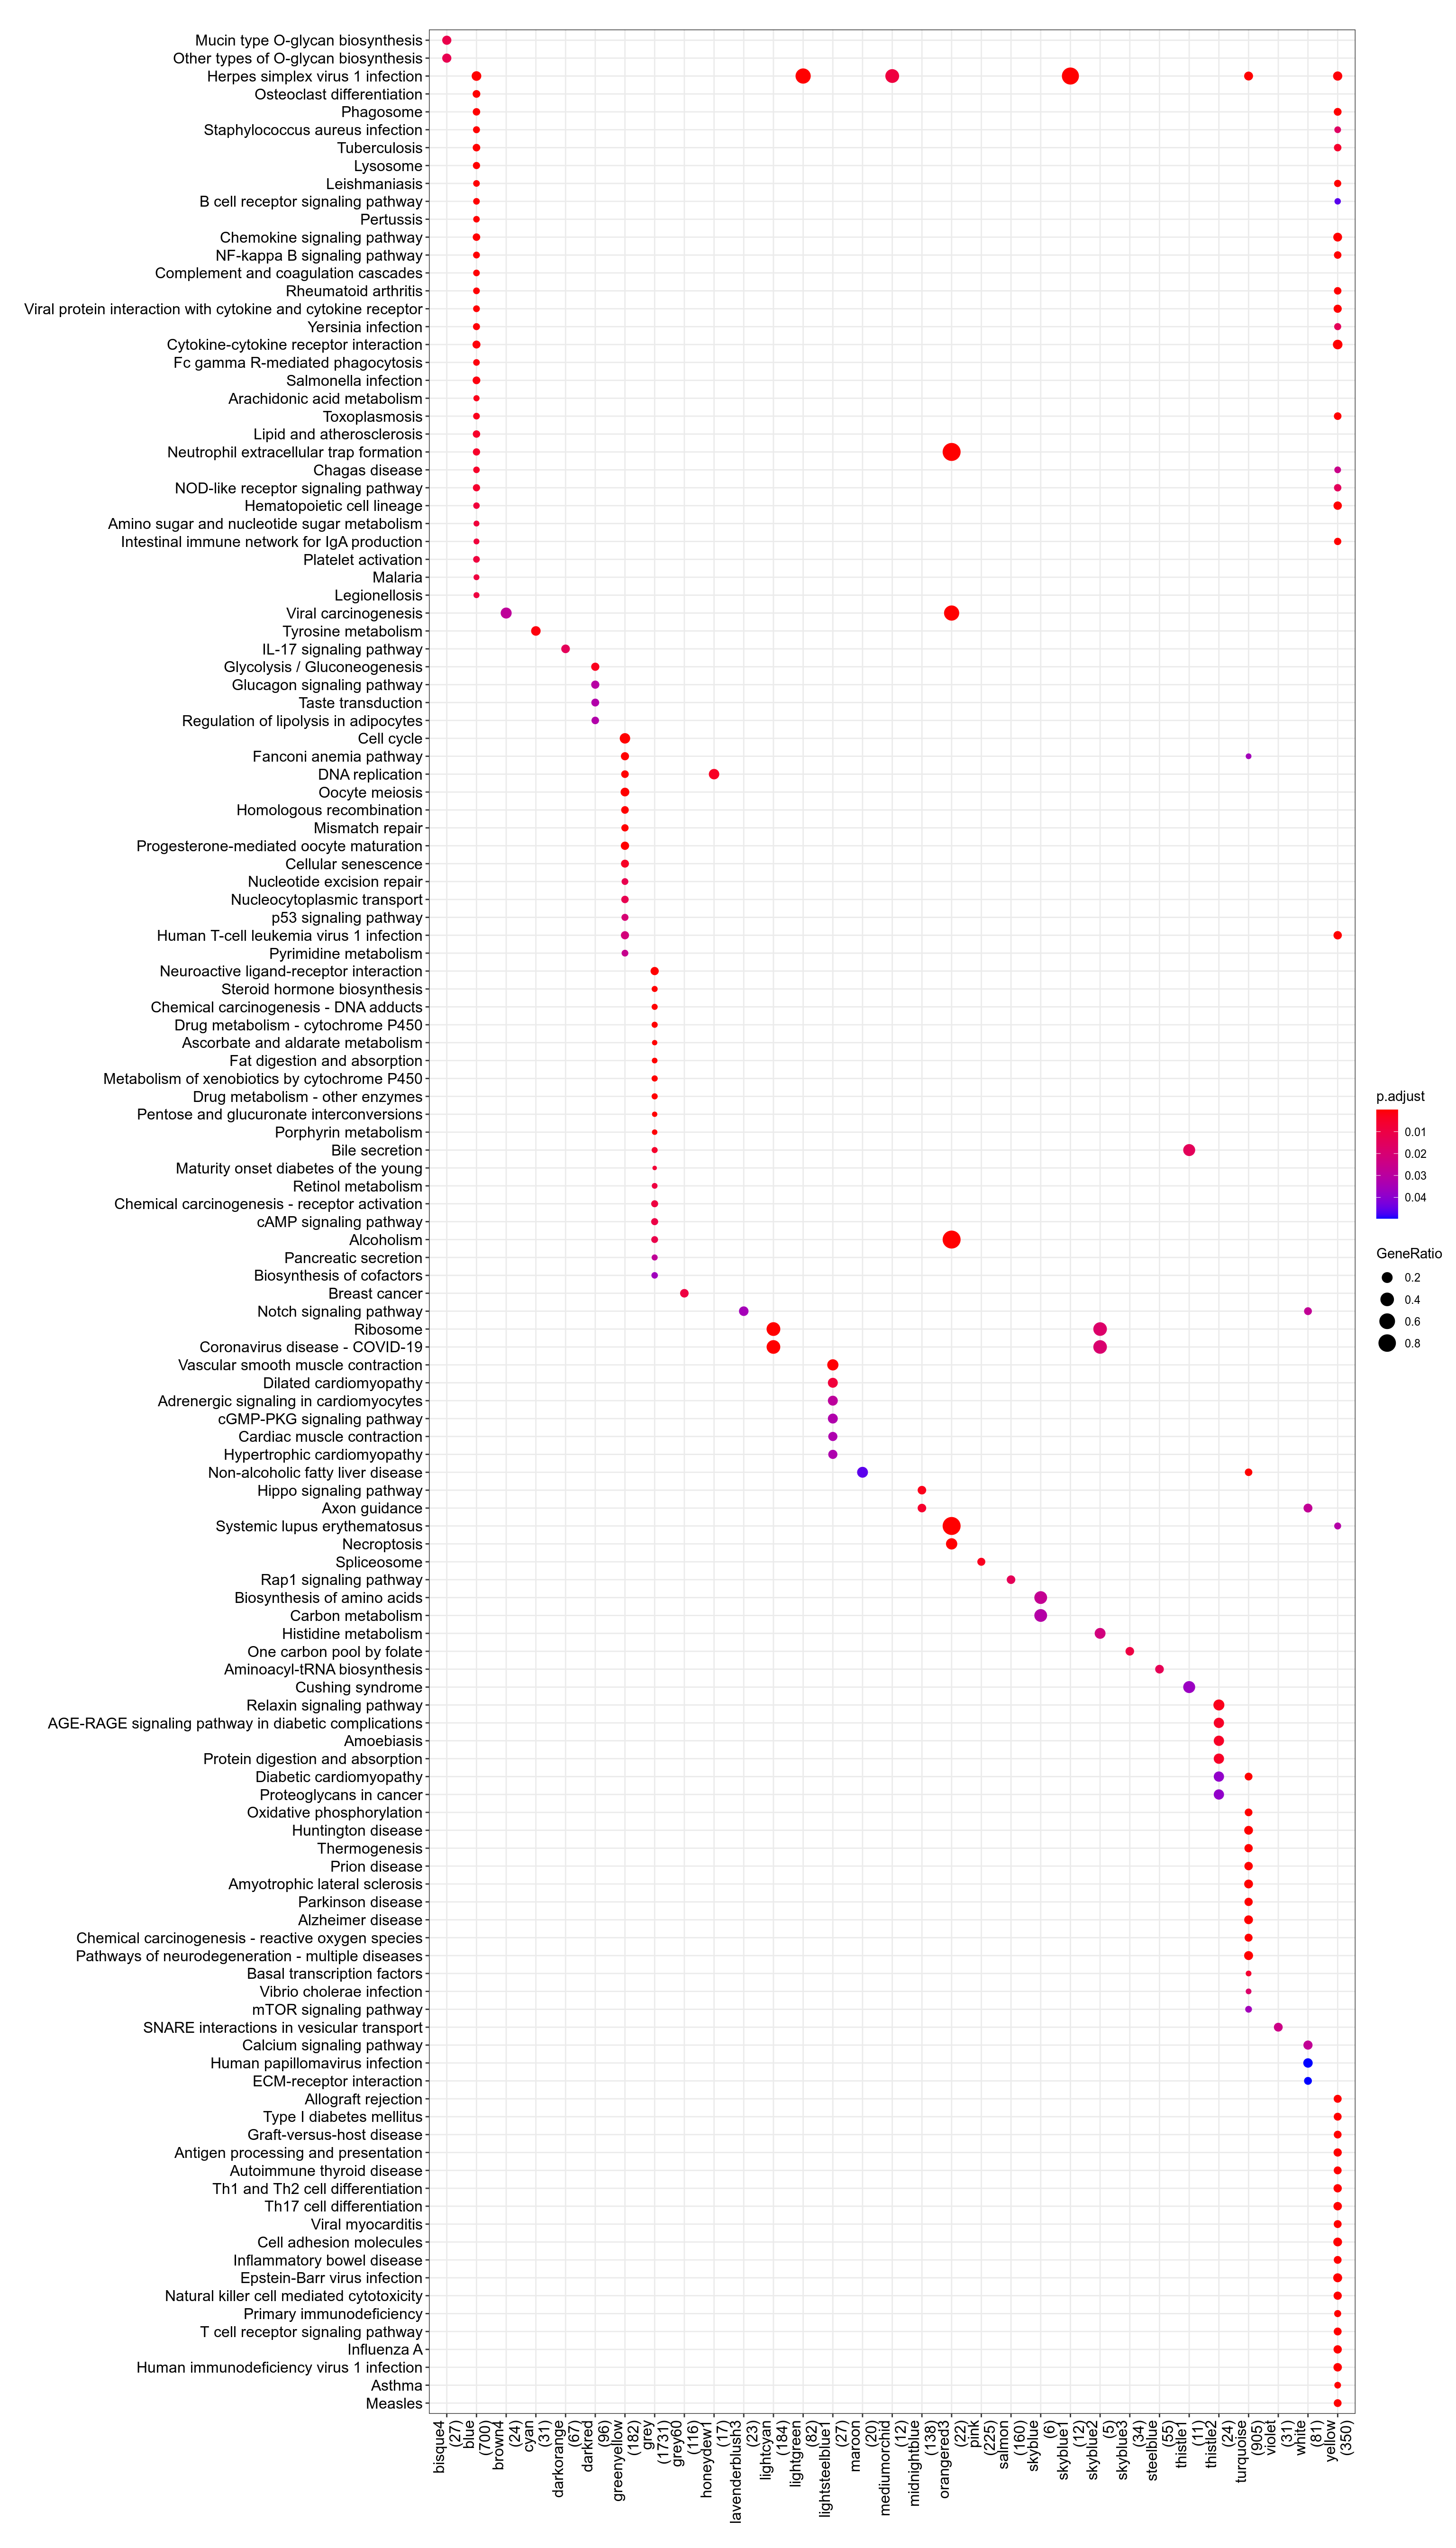 Mucin type O-glycan biosynthesis
Other types of O-glycan biosynthesis
Herpes simplex virus 1 infection
Osteoclast differentiation
Phagosome
Staphylococcus aureus infection
Tuberculosis
Lysosome
Leishmaniasis
B cell receptor signaling pathway
Pertussis
Chemokine signaling pathway
NF-kappa B signaling pathway
Complement and coagulation cascades
Rheumatoid arthritis
Viral protein interaction with cytokine and cytokine receptor
Yersinia infection
Cytokine-cytokine receptor interaction
Fc gamma R-mediated phagocytosis
Salmonella infection
Arachidonic acid metabolism
Toxoplasmosis
Lipid and atherosclerosis
Neutrophil extracellular trap formation
Chagas disease
NOD-like receptor signaling pathway
Hematopoietic cell lineage
Amino sugar and nucleotide sugar metabolism
Intestinal immune network for IgA production
Platelet activation
Malaria
Legionellosis
Viral carcinogenesis
Tyrosine metabolism
IL-17 signaling pathway
Glycolysis / Gluconeogenesis
Glucagon signaling pathway
Taste transduction
Regulation of lipolysis in adipocytes
Cell cycle
Fanconi anemia pathway
DNA replication
Oocyte meiosis
Homologous recombination
Mismatch repair
Progesterone-mediated oocyte maturation
Cellular senescence
Nucleotide excision repair
Nucleocytoplasmic transport
p53 signaling pathway
Human T-cell leukemia virus 1 infection
Pyrimidine metabolism
Neuroactive ligand-receptor interaction
Steroid hormone biosynthesis
Chemical carcinogenesis - DNA adducts
Drug metabolism - cytochrome P450
Ascorbate and aldarate metabolism
Fat digestion and absorption
Metabolism of xenobiotics by cytochrome P450
Drug metabolism - other enzymes
Pentose and glucuronate interconversions
Porphyrin metabolism
Bile secretion
Maturity onset diabetes of the young
Retinol metabolism
Chemical carcinogenesis - receptor activation
cAMP signaling pathway
Alcoholism
Pancreatic secretion
Biosynthesis of cofactors
Breast cancer
Notch signaling pathway
Ribosome
Coronavirus disease - COVID-19
Vascular smooth muscle contraction
Dilated cardiomyopathy
Adrenergic signaling in cardiomyocytes
cGMP-PKG signaling pathway
Cardiac muscle contraction
Hypertrophic cardiomyopathy
Non-alcoholic fatty liver disease
Hippo signaling pathway
Axon guidance
Systemic lupus erythematosus
Necroptosis
Spliceosome
Rap1 signaling pathway
Biosynthesis of amino acids
Carbon metabolism
Histidine metabolism
One carbon pool by folate
Aminoacyl-tRNA biosynthesis
Cushing syndrome
Relaxin signaling pathway
AGE-RAGE signaling pathway in diabetic complications
Amoebiasis
Protein digestion and absorption
Diabetic cardiomyopathy
Proteoglycans in cancer
Oxidative phosphorylation
Huntington disease
Thermogenesis
Prion disease
Amyotrophic lateral sclerosis
Parkinson disease
Alzheimer disease
Chemical carcinogenesis - reactive oxygen species
Pathways of neurodegeneration - multiple diseases
Basal transcription factors
Vibrio cholerae infection
mTOR signaling pathway
SNARE interactions in vesicular transport
Calcium signaling pathway
Human papillomavirus infection
ECM-receptor interaction
Allograft rejection
Type I diabetes mellitus
Graft-versus-host disease
Antigen processing and presentation
Autoimmune thyroid disease
Th1 and Th2 cell differentiation
Th17 cell differentiation
Viral myocarditis
Cell adhesion molecules
Inflammatory bowel disease
Epstein-Barr virus infection
Natural killer cell mediated cytotoxicity
Primary immunodeficiency
T cell receptor signaling pathway
Influenza A
Human immunodeficiency virus 1 infection
Asthma
Measles
bisque4
(27)
blue
(700)
brown4
(24)
cyan
(31)
darkorange
(67)
darkred
(96)
greenyellow
(182)
grey
(1731)
grey60
(116)
honeydew1
(17)
lavenderblush3
(23)
lightcyan
(184)
lightgreen
(82)
lightsteelblue1
(27)
maroon
(20)
mediumorchid
(12)
midnightblue
(138)
orangered3
(22)
pink
(225)
salmon
(160)
skyblue
(6)
skyblue1
(12)
skyblue2
(5)
skyblue3
(34)
steelblue
(55)
thistle1
(11)
thistle2
(24)
turquoise
(905)
violet
(31)
white
(81)
yellow
(350)
p.adjust
0.01
0.02
0.03
0.04
GeneRatio
0.2
0.4
0.6
0.8